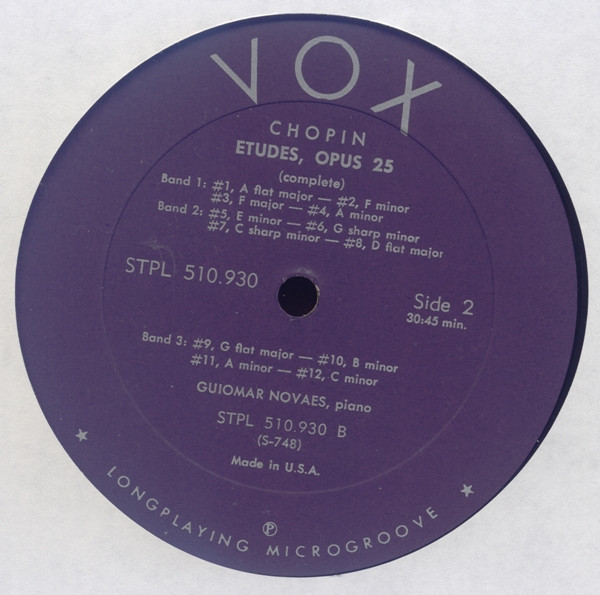 VOX
CHOPIN
ETUDES, OPUS 25
(complete)
Band 1: #1, A flat major — #2, F minor
#3, F major — #4, A minor
Band 2: #5, E minor — #6, G sharp minor
#7, C sharp minor — #8, D flat major
STPL 510.930
Side 2
30:45 min.
Band 3: #9, G flat major — #10, B minor
#11, A minor — #12, C minor
GUIOMAR NOVAES, piano
STPL 510.930 B
(S-748)
Made in U.S.A.
℗
★ LONGPLAYING MICROGROOVE ★